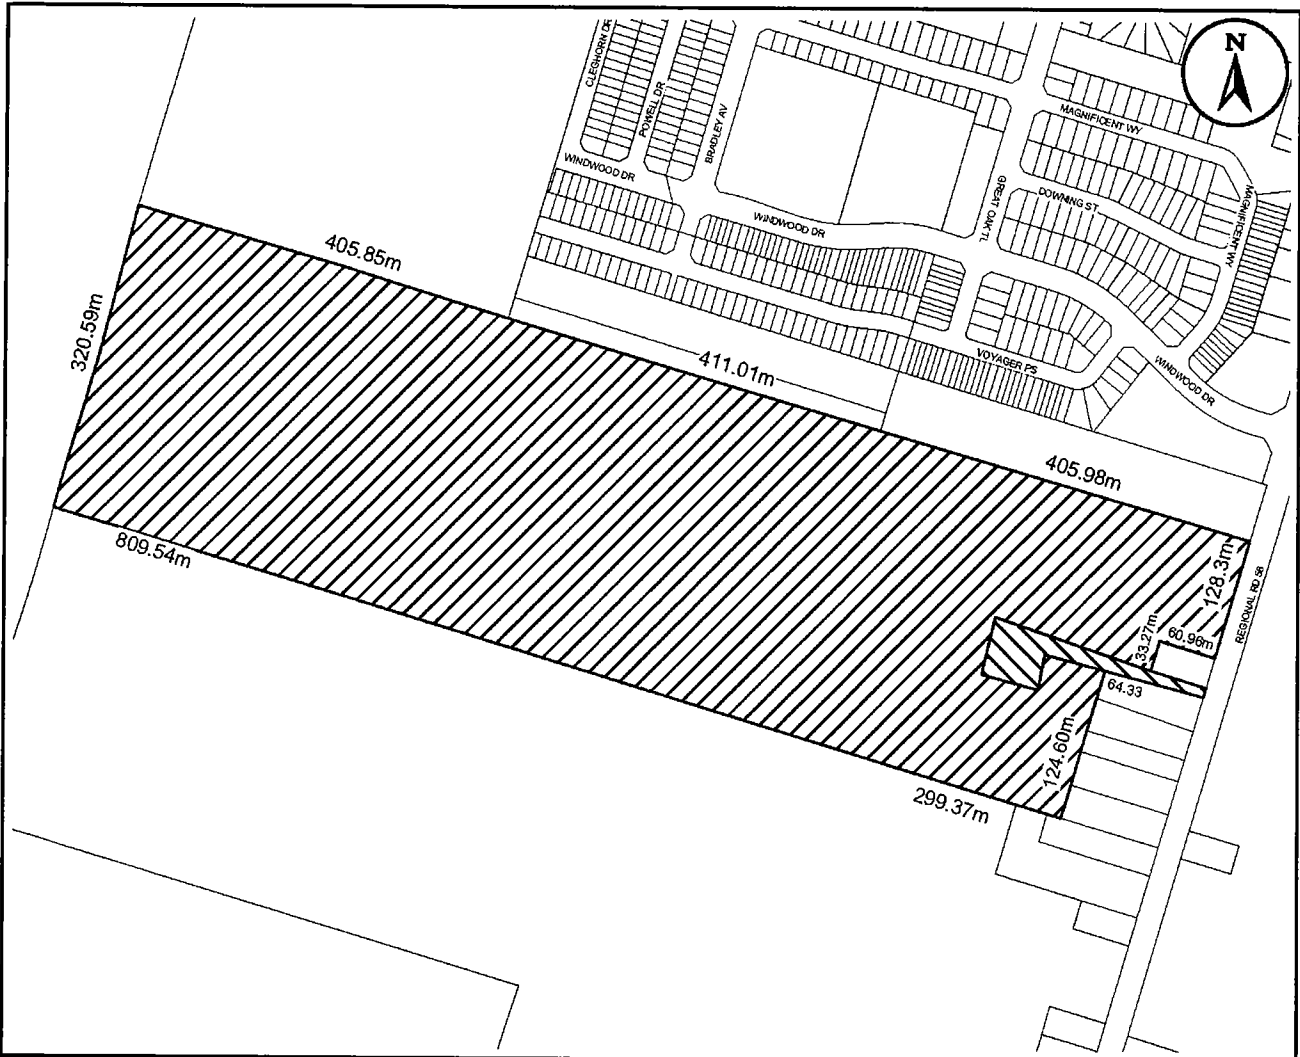 N
CLEGHORN DR
POWELL DR
BRADLEY AV
MAGNIFICENT WY
WINDWOOD DR
GREAT OAK TL
DOWNING ST
MAGNIFICENT WY
WINDWOOD DR
405.85m
320.59m
411.01m
VOYAGER PS
WINDWOOD DR
405.98m
809.54m
128.3m
REGIONAL RD 56
33.27m
60.96m
64.33
124.60m
299.37m